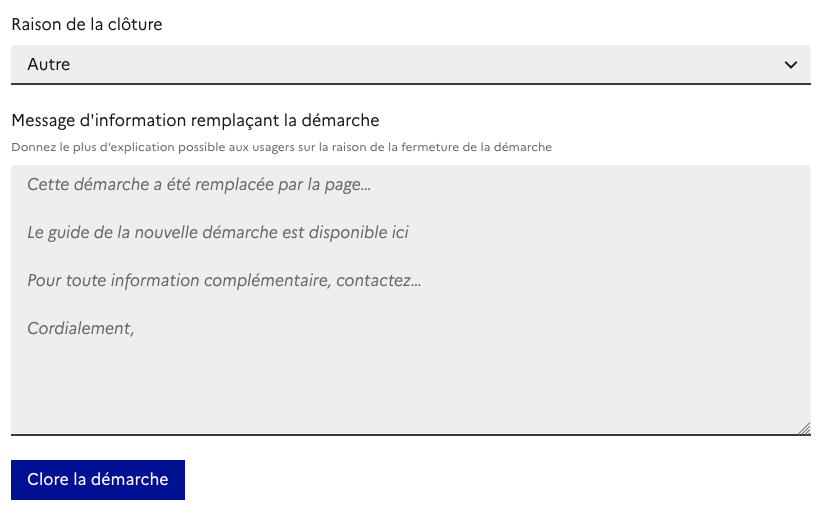 Raison de la clôture
Autre
Message d'information remplaçant la démarche
Donnez le plus d'explication possible aux usagers sur la raison de la fermeture de la démarche
Cette démarche a été remplacée par la page...
Le guide de la nouvelle démarche est disponible ici
Pour toute information complémentaire, contactez...
Cordialement,
Clore la démarche